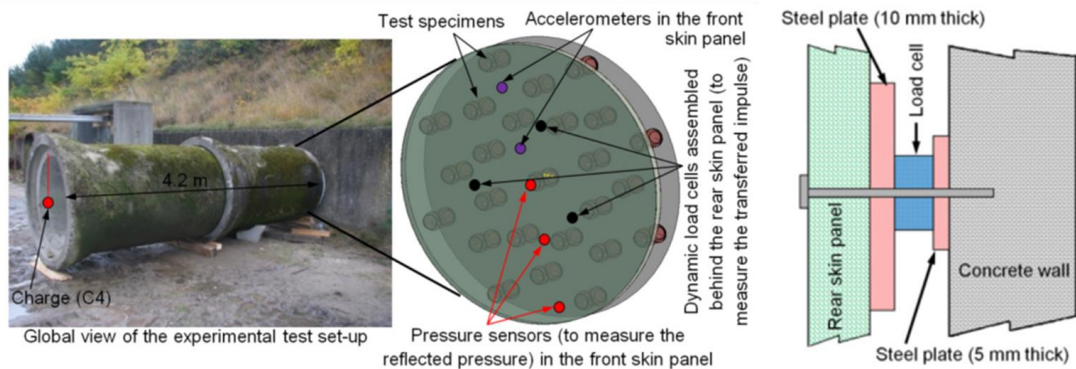 Test specimens
Accelerometers in the front
skin panel
4.2 m
Charge (C4)
Global view of the experimental test set-up
Pressure sensors (to measure the
reflected pressure) in the front skin panel
Dynamic load cells assembled
behind the rear skin panel (to
measure the transferred impulse)
Steel plate (10 mm thick)
Load cell
Rear skin panel
Concrete wall
Steel plate (5 mm thick)